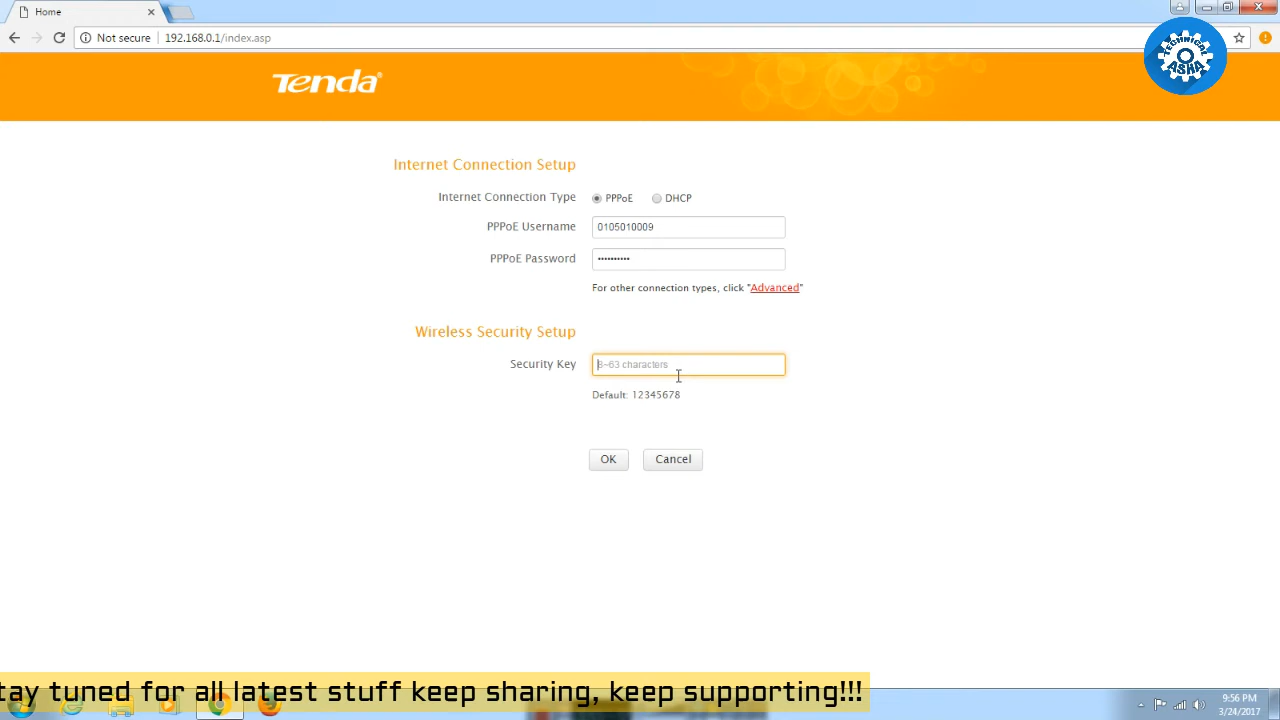 Home
Not secure
192.168.0.1/index.asp
TECHNICAL
ASHA
Tenda®
Internet Connection Setup
Internet Connection Type
PPPoE
DHCP
PPPoE Username
0105010009
PPPoE Password
••••••••••
For other connection types, click "Advanced"
Wireless Security Setup
Security Key
8~63 characters
Default: 12345678
OK
Cancel
tay tuned for all latest stuff keep sharing, keep supporting!!!
9:56 PM
3/24/2017